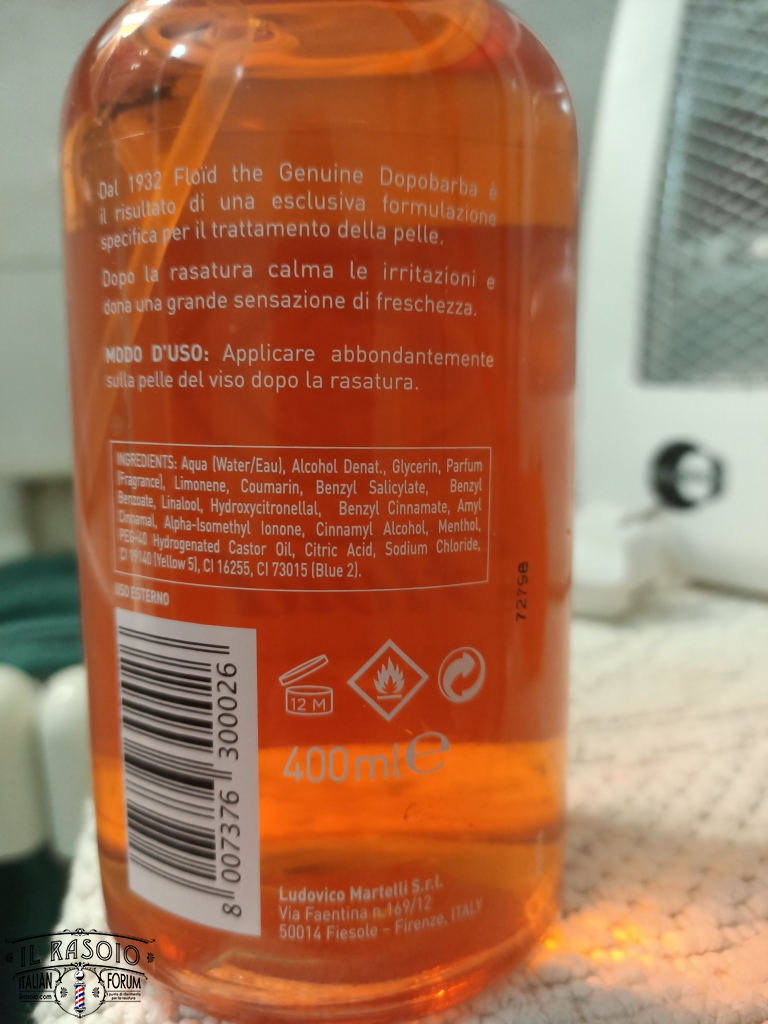 Dal 1932 Floïd the Genuine Dopobarba è
il risultato di una esclusiva formulazione
specifica per il trattamento della pelle.
Dopo la rasatura calma le irritazioni e
dona una grande sensazione di freschezza.
MODO D'USO: Applicare abbondantemente
sulla pelle del viso dopo la rasatura.
INGREDIENTS: Aqua (Water/Eau), Alcohol Denat., Glycerin, Parfum
(Fragrance), Limonene, Coumarin, Benzyl Salicylate, Benzyl
Benzoate, Linalool, Hydroxycitronellal, Benzyl Cinnamate, Amyl
Cinnamal, Alpha-Isomethyl Ionone, Cinnamyl Alcohol, Menthol,
PEG-40 Hydrogenated Castor Oil, Citric Acid, Sodium Chloride,
CI 19140 (Yellow 5), CI 16255, CI 73015 (Blue 2).
USO ESTERNO
72798
12 M
400ml e
8 007376 300026
Ludovico Martelli S.r.l.
Via Faentina n.169/12
50014 Fiesole - Firenze, ITALY
IL RASOIO
ITALIAN FORUM